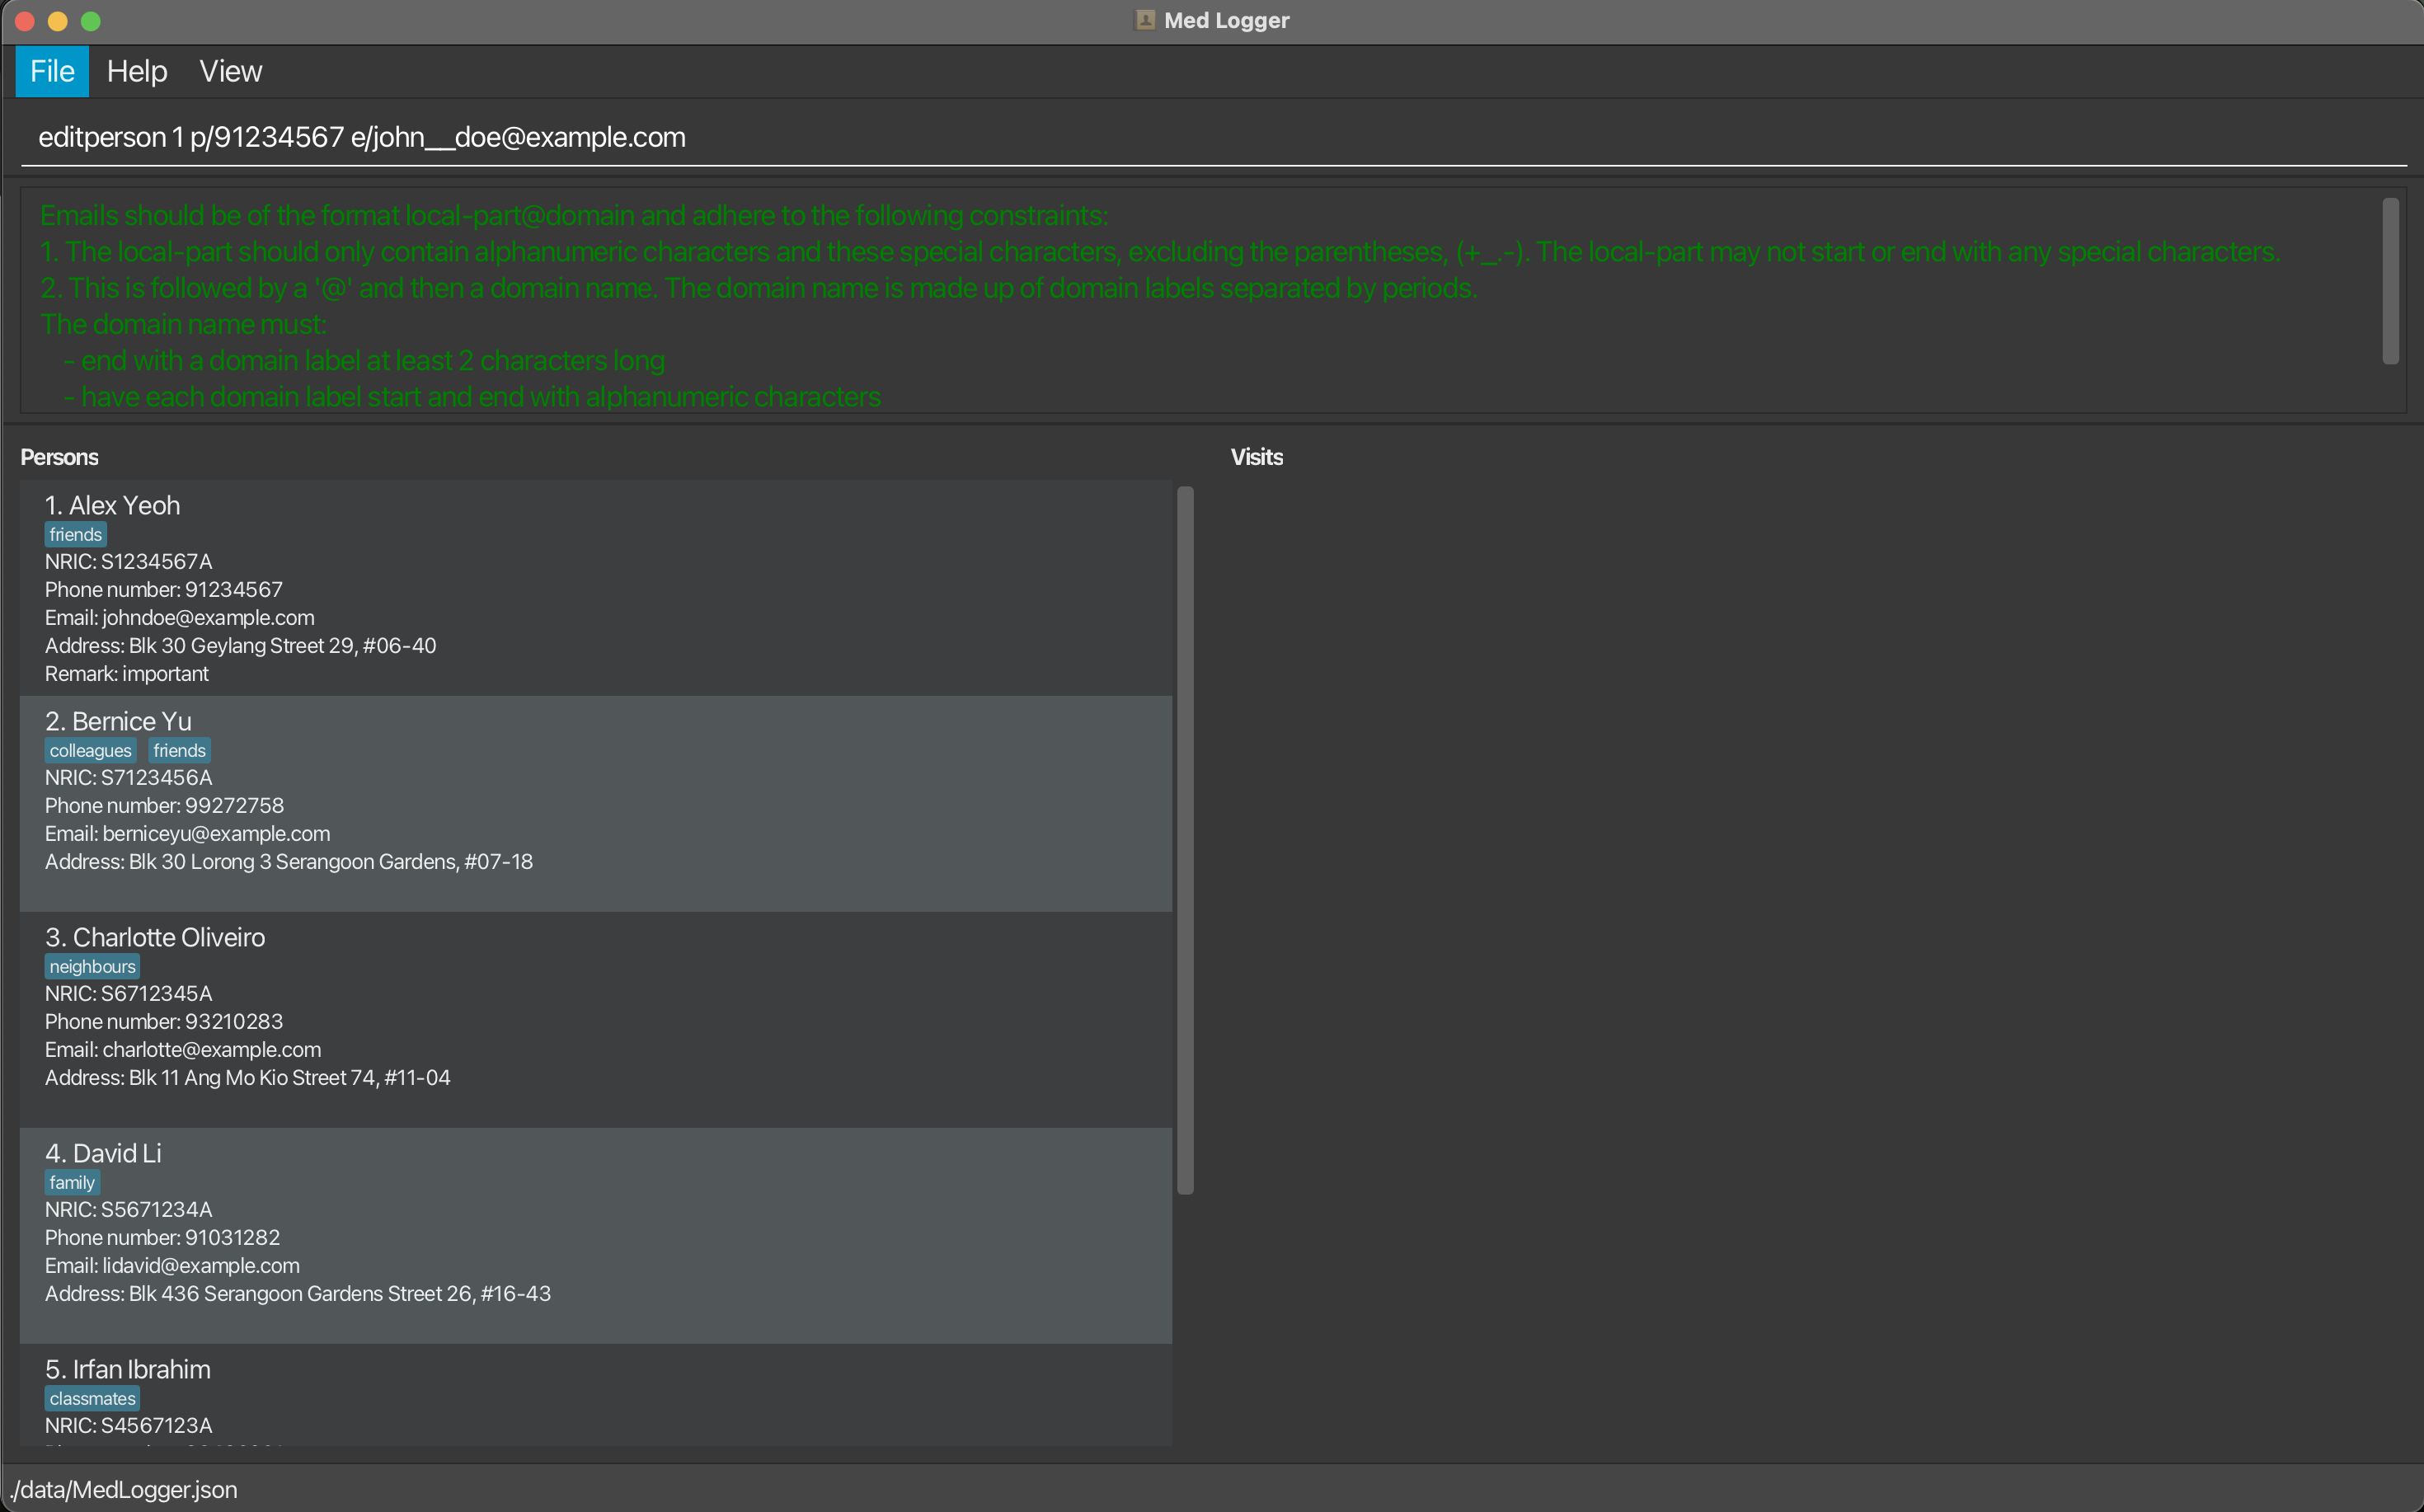 Med Logger
File Help View
editperson 1 p/91234567 e/john__doe@example.com
Emails should be of the format local-part@domain and adhere to the following constraints:
1. The local-part should only contain alphanumeric characters and these special characters, excluding the parentheses, (+_.-). The local-part may not start or end with any special characters.
2. This is followed by a '@' and then a domain name. The domain name is made up of domain labels separated by periods.
The domain name must:
- end with a domain label at least 2 characters long
- have each domain label start and end with alphanumeric characters
Persons
1. Alex Yeoh
friends
NRIC: S1234567A
Phone number: 91234567
Email: johndoe@example.com
Address: Blk 30 Geylang Street 29, #06-40
Remark: important
2. Bernice Yu
colleagues friends
NRIC: S7123456A
Phone number: 99272758
Email: berniceyu@example.com
Address: Blk 30 Lorong 3 Serangoon Gardens, #07-18
3. Charlotte Oliveiro
neighbours
NRIC: S6712345A
Phone number: 93210283
Email: charlotte@example.com
Address: Blk 11 Ang Mo Kio Street 74, #11-04
4. David Li
family
NRIC: S5671234A
Phone number: 91031282
Email: lidavid@example.com
Address: Blk 436 Serangoon Gardens Street 26, #16-43
5. Irfan Ibrahim
classmates
NRIC: S4567123A
Visits
./data/MedLogger.json